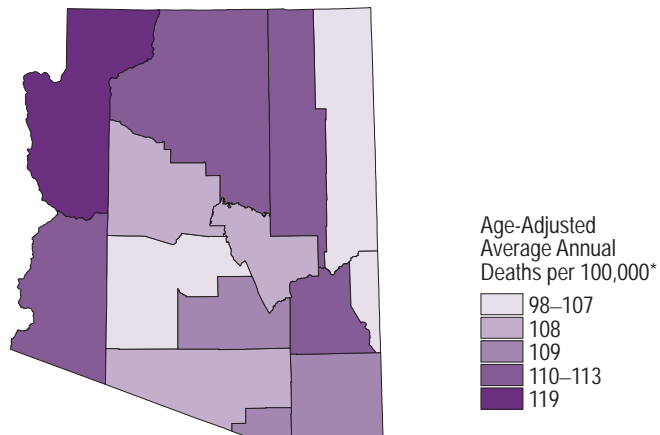 Age-Adjusted
Average Annual
Deaths per 100,000*
98–107
108
109
110–113
119